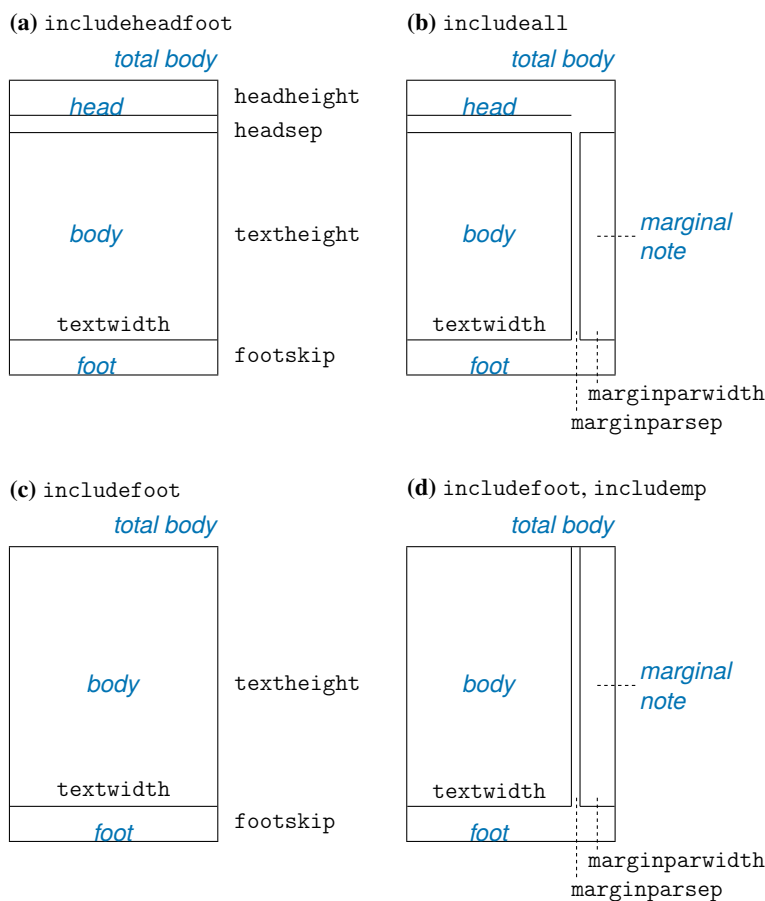 (a) includeheadfoot
total body
head
headheight
headsep
body
textheight
textwidth
foot
footskip
(b) includeall
total body
head
body
marginal
note
textwidth
foot
marginparwidth
marginparsep
(c) includefoot
total body
body
textheight
textwidth
foot
footskip
(d) includefoot, includemp
total body
body
marginal
note
textwidth
foot
marginparwidth
marginparsep